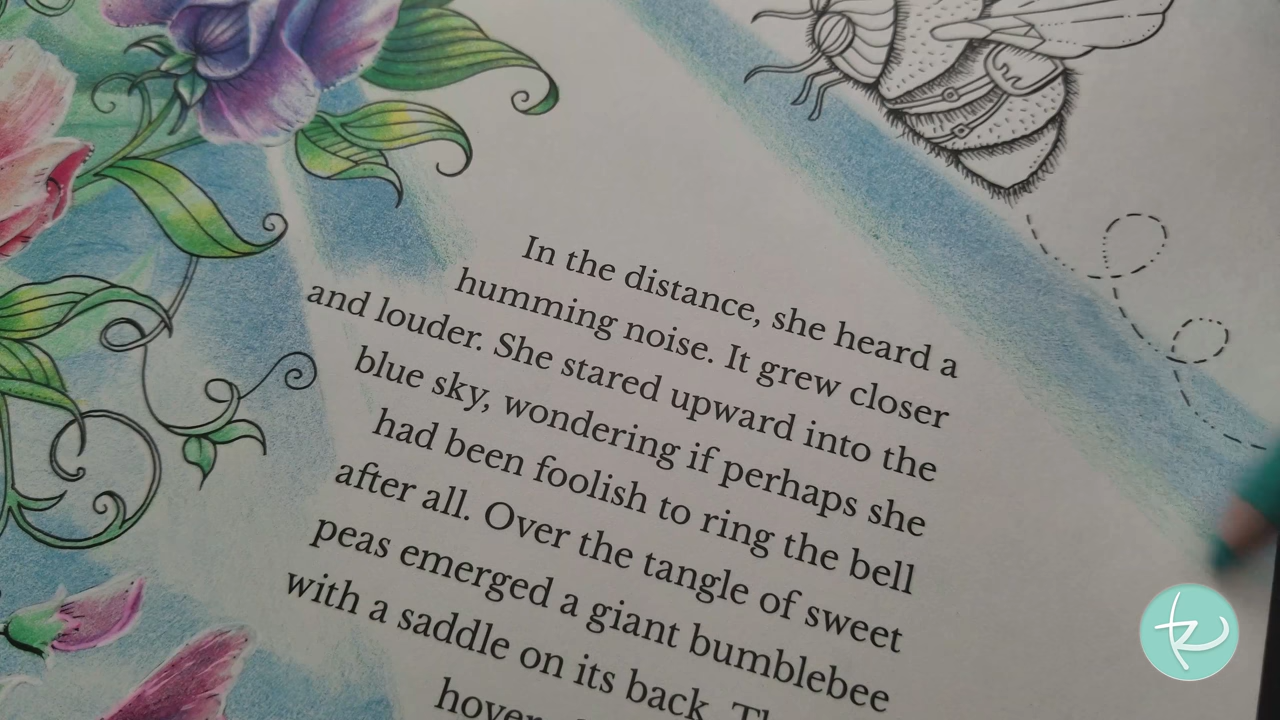 In the distance, she heard a
humming noise. It grew closer
and louder. She stared upward into the
blue sky, wondering if perhaps she
had been foolish to ring the bell
after all. Over the tangle of sweet
peas emerged a giant bumblebee
with a saddle on its back.